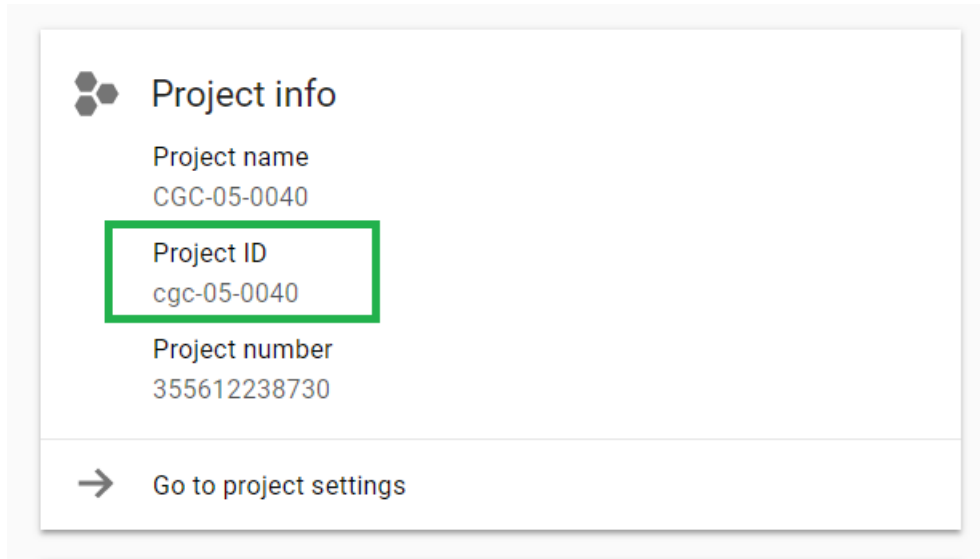 Project info
Project name
CGC-05-0040
Project ID
cgc-05-0040
Project number
355612238730
Go to project settings